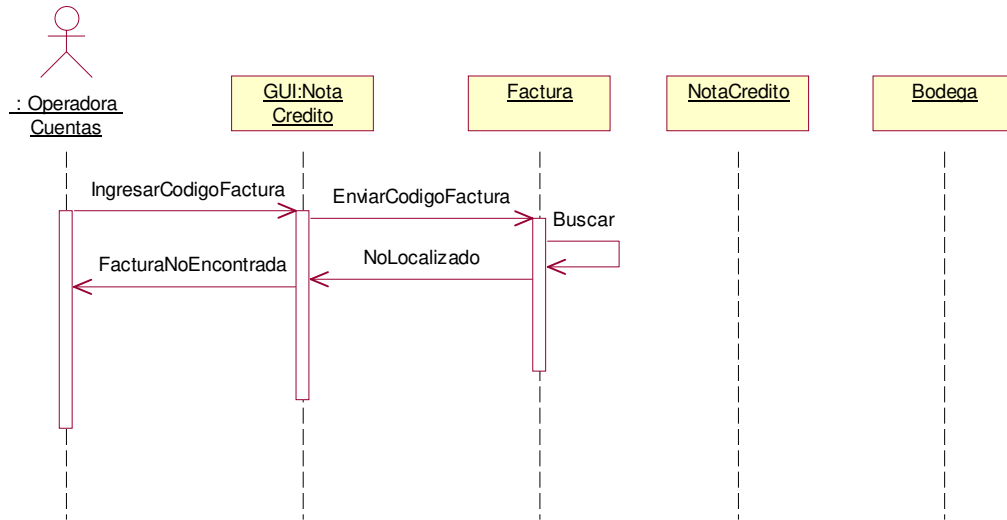 : Operadora
Cuentas
GUI:Nota
Credito
Factura
NotaCredito
Bodega
IngresarCodigoFactura
EnviarCodigoFactura
Buscar
NoLocalizado
FacturaNoEncontrada